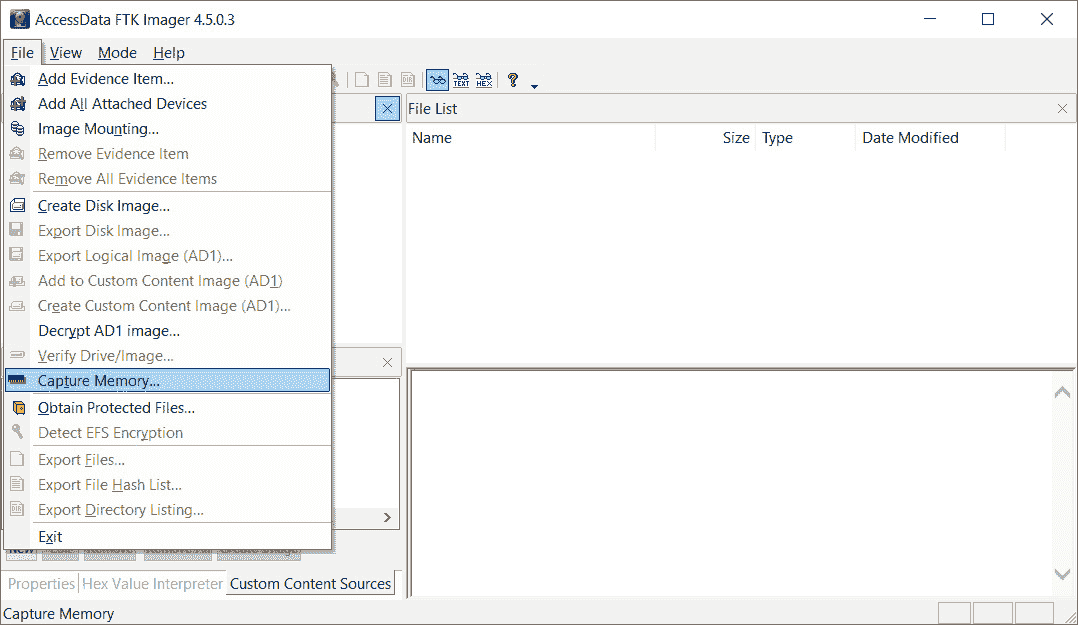 AccessData FTK Imager 4.5.0.3
File View Mode Help
Add Evidence Item...
Add All Attached Devices
Image Mounting...
Remove Evidence Item
Remove All Evidence Items
Create Disk Image...
Export Disk Image...
Export Logical Image (AD1)...
Add to Custom Content Image (AD1)
Create Custom Content Image (AD1)...
Decrypt AD1 image...
Verify Drive/Image...
Capture Memory...
Obtain Protected Files...
Detect EFS Encryption
Export Files...
Export File Hash List...
Export Directory Listing...
Exit
TEXT HEX
File List
Name Size Type Date Modified
New Edit Remove Remove All Create Image
Properties Hex Value Interpreter Custom Content Sources
Capture Memory